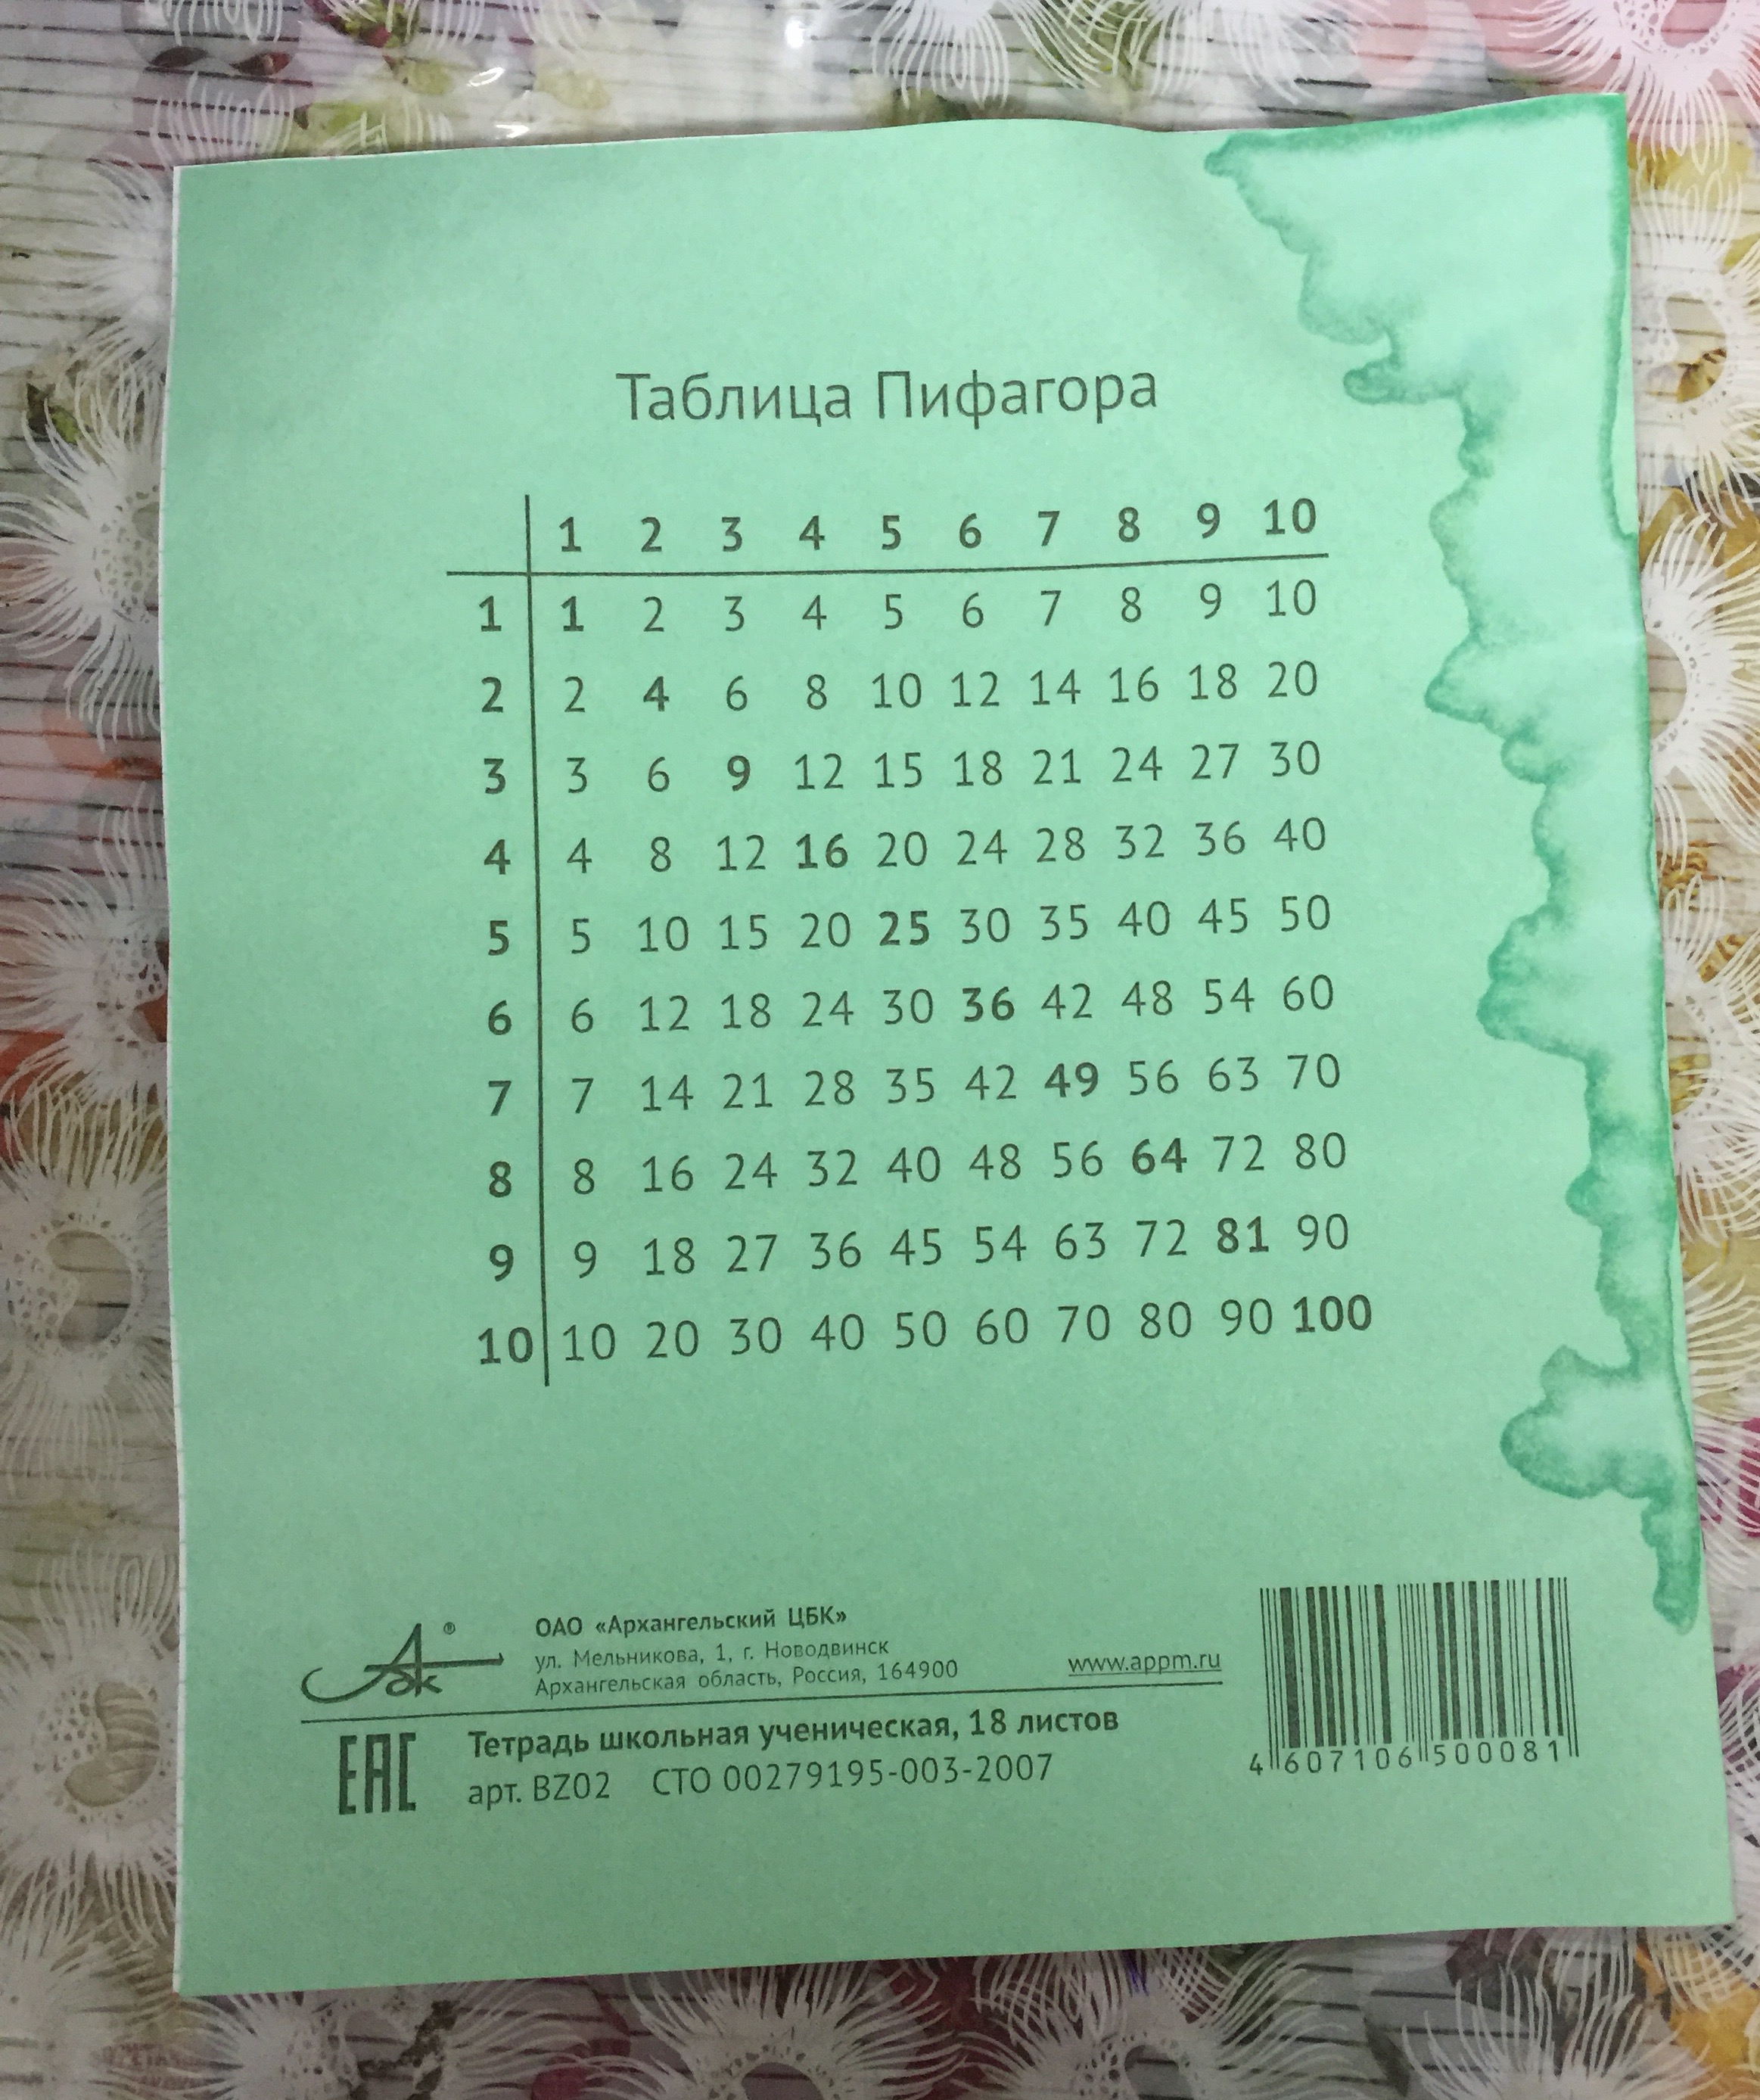 Таблица Пифагора
1 2 3 4 5 6 7 8 9 10
1 1 2 3 4 5 6 7 8 9 10
2 2 4 6 8 10 12 14 16 18 20
3 3 6 9 12 15 18 21 24 27 30
4 4 8 12 16 20 24 28 32 36 40
5 5 10 15 20 25 30 35 40 45 50
6 6 12 18 24 30 36 42 48 54 60
7 7 14 21 28 35 42 49 56 63 70
8 8 16 24 32 40 48 56 64 72 80
9 9 18 27 36 45 54 63 72 81 90
10 10 20 30 40 50 60 70 80 90 100
ОАО «Архангельский ЦБК»
ул. Мельникова, 1, г. Новодвинск
Архангельская область, Россия, 164900
www.appm.ru
®
EAC
Тетрадь школьная ученическая, 18 листов
арт. BZ02 СТО 00279195-003-2007
4 607106 500081